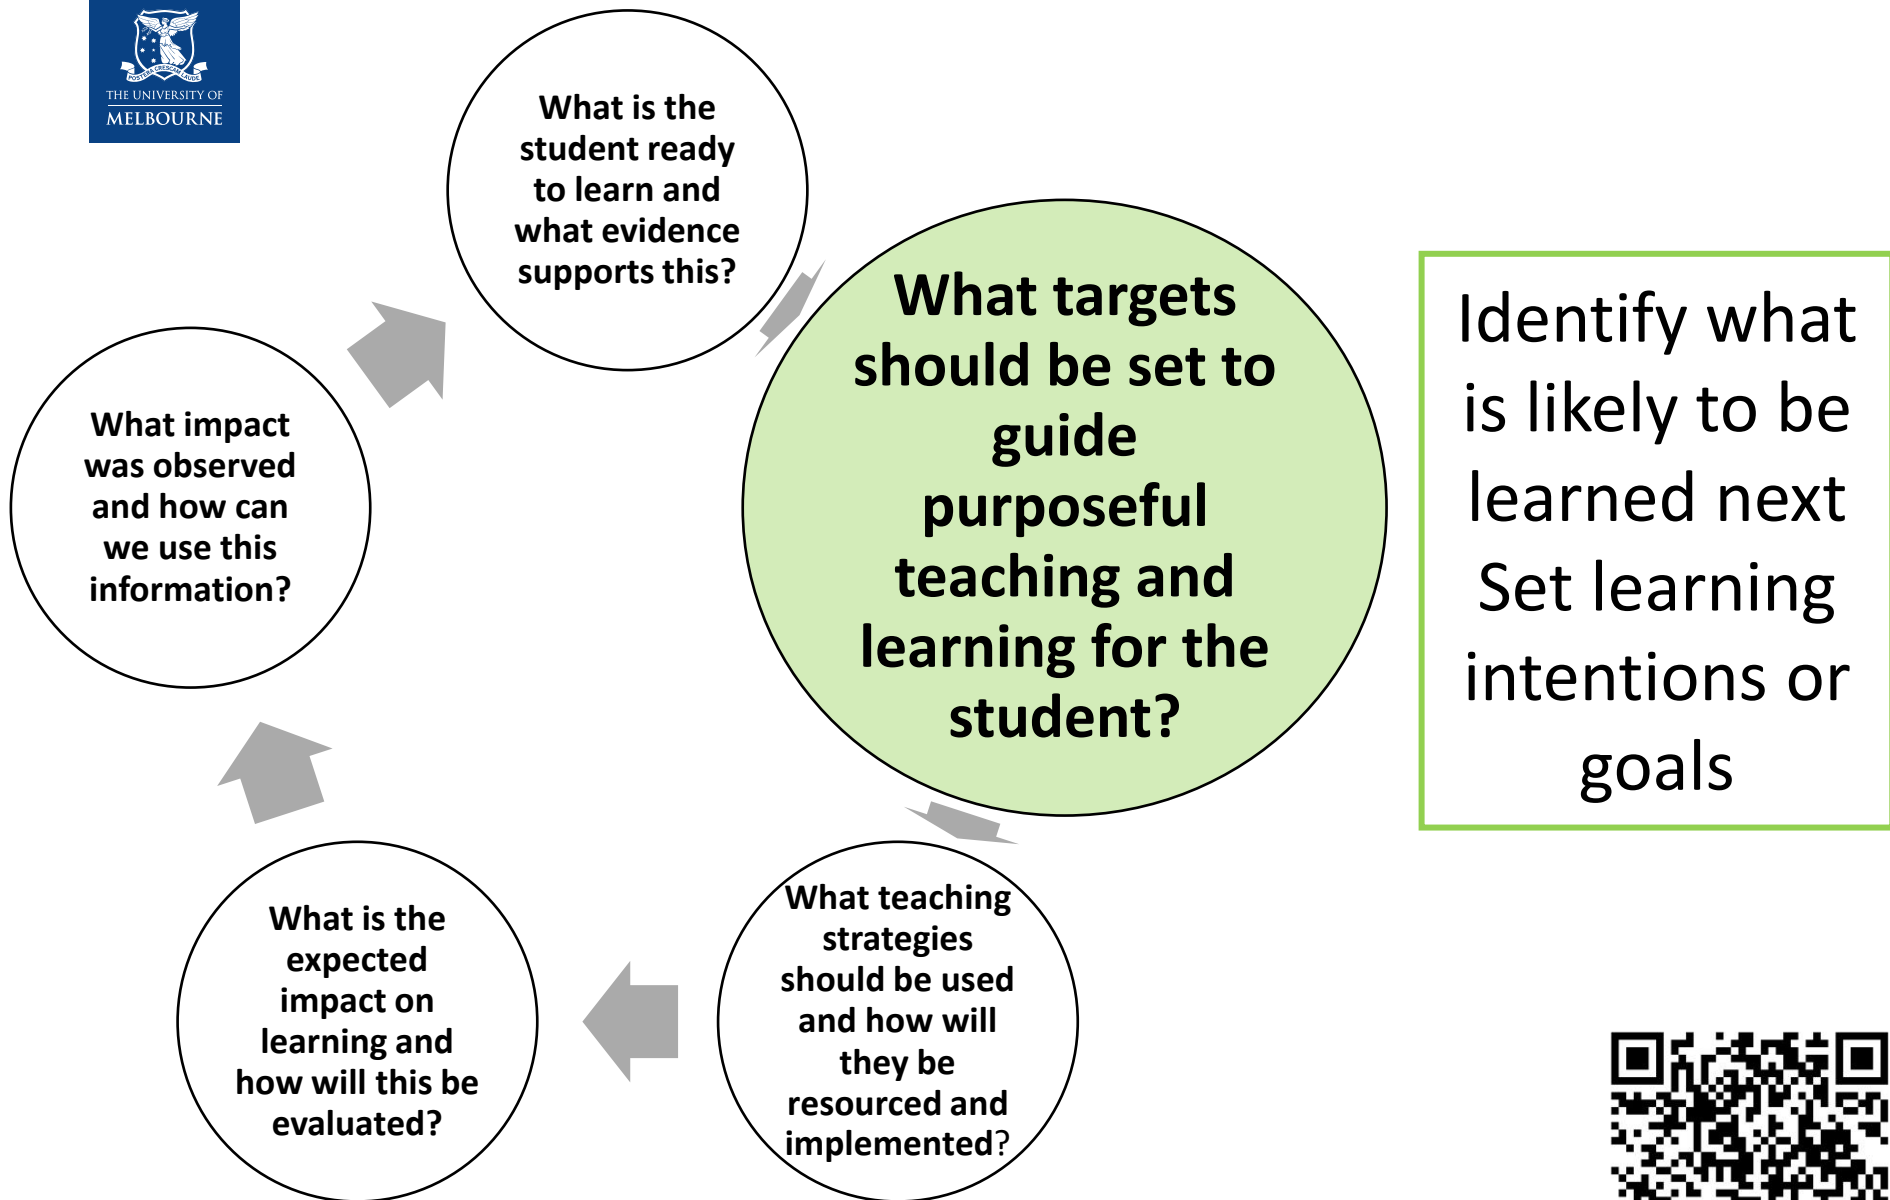 POSTERA CRESCAM LAUDE
THE UNIVERSITY OF
MELBOURNE
What is the
student ready
to learn and
what evidence
supports this?
What targets
should be set to
guide
purposeful
teaching and
learning for the
student?
Identify what
is likely to be
learned next
Set learning
intentions or
goals
What teaching
strategies
should be used
and how will
they be
resourced and
implemented?
What is the
expected
impact on
learning and
how will this be
evaluated?
What impact
was observed
and how can
we use this
information?